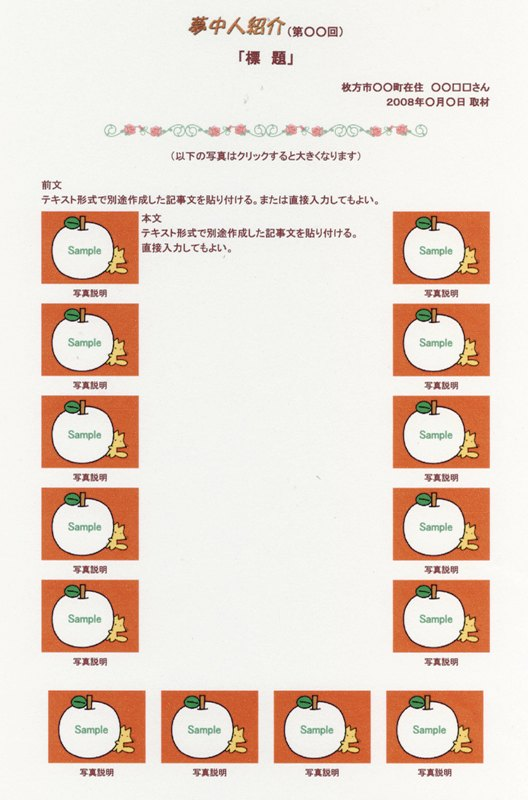 夢中人紹介(第〇〇回)
「標 題」
枚方市〇〇町在住 〇〇□□さん
2008年〇月〇日 取材
(以下の写真はクリックすると大きくなります)
前文
テキスト形式で別途作成した記事文を貼り付ける。または直接入力してもよい。
本文
テキスト形式で別途作成した記事文を貼り付ける。
直接入力してもよい。
Sample
写真説明
Sample
写真説明
Sample
写真説明
Sample
写真説明
Sample
写真説明
Sample
写真説明
Sample
写真説明
Sample
写真説明
Sample
写真説明
Sample
写真説明
Sample
写真説明
Sample
写真説明
Sample
写真説明
Sample
写真説明